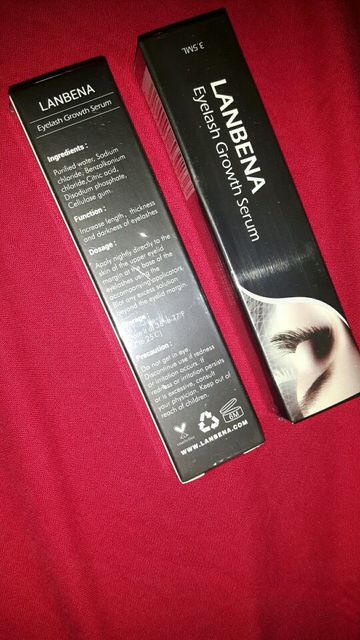 LANBENA
Eyelash Growth Serum
Ingredients :
Purified water, Sodium
chloride, Benzalkonium
chloride,Citric acid,
Disodium phosphate,
Cellulase gum.
Function :
Increase length , thickness
and darkness of eyelashes
Dosage :
Apply nightly directly to the
skin of the upper eyelid
margin at the base of the
eyelashes using the
accompanying applicators.
Blot any excess solution
beyond the eyelid margin.
Precaution :
Do not get in eye.
Discontinue use if redness
or irritation occurs. If
redness or irritation persists
or is excessive, consult
your physician . Keep out of
reach of children.
6M
WWW.LANBENA.COM
3.5ML
LANBENA
Eyelash Growth Serum